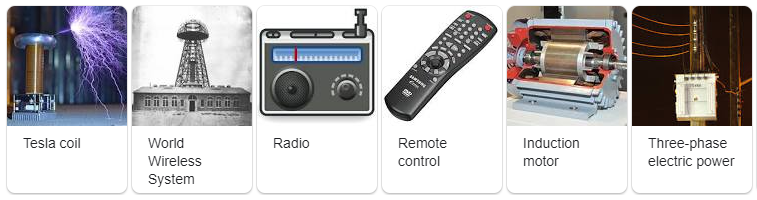 Tesla coil
World
Wireless
System
Radio
Remote
control
Induction
motor
Three-phase
electric power